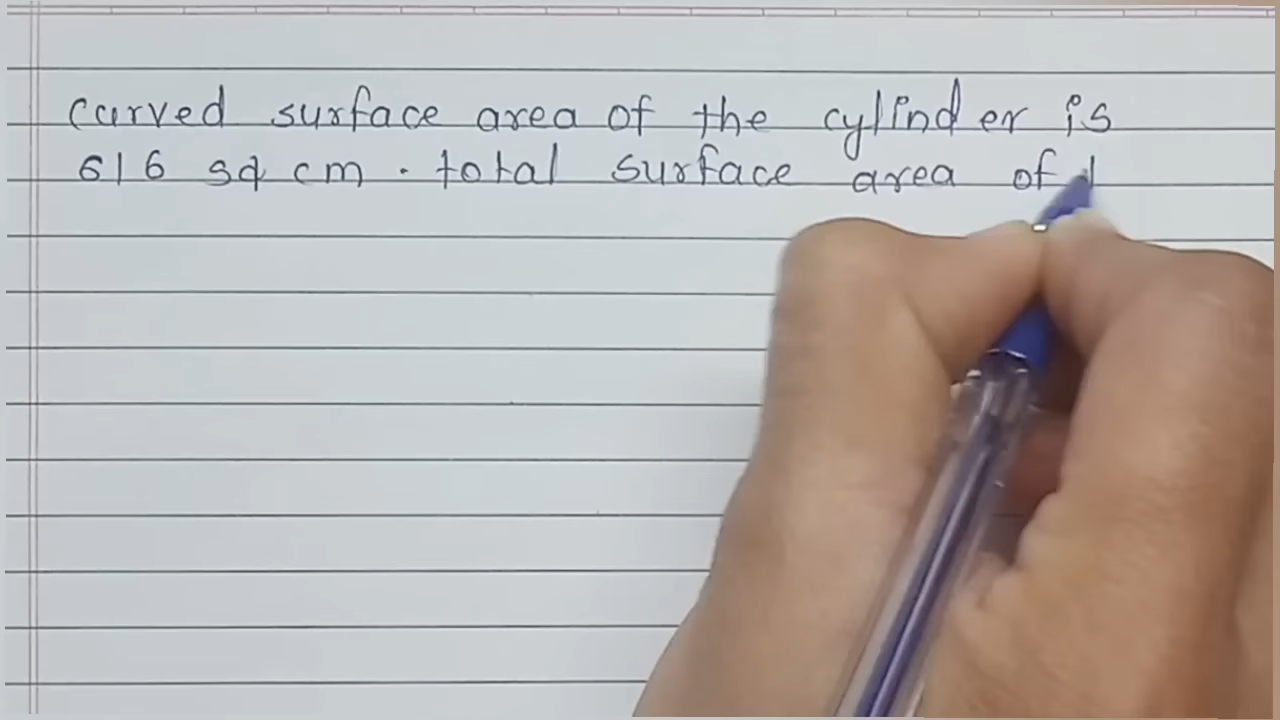 curved surface area of the cylinder is
616 sq cm. total surface area of